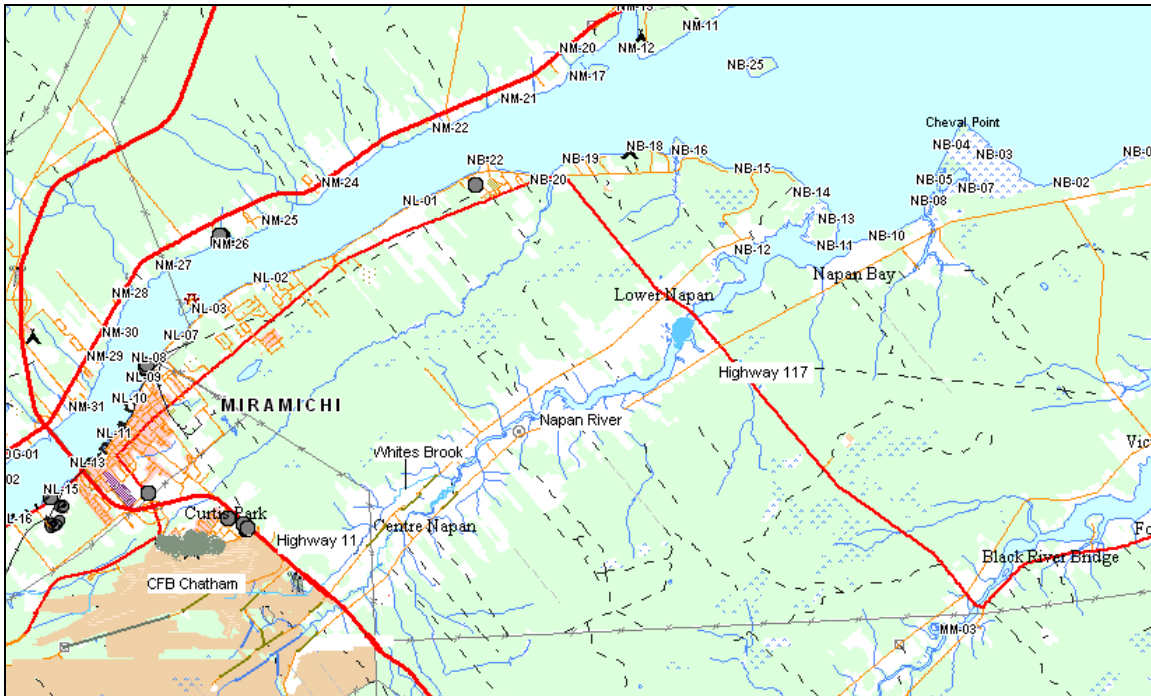 NM-13
NM-11
NM-20
NM-12
NM-17
NB-25
NM-21
NM-22
Cheval Point
NB-04
NB-18
NB-16
NB-03
NB-22
NB-19
NB-15
NM-24
NB-20
NB-05
NB-07
NB-02
NB-14
NL-01
NB-08
NM-25
NB-13
NM-26
NB-10
NB-12
NB-11
NM-27
NL-02
Napan Bay
NM-28
Lower Napan
NL-03
NM-30
NL-07
NM-29
NL-08
NL-09
Highway 117
NL-10
NM-31
MIRAMICHI
Napan River
NL-11
Whites Brook
NL-13
NL-15
Curtis Park
Centre Napan
Highway 11
Black River Bridge
CFB Chatham
MM-03